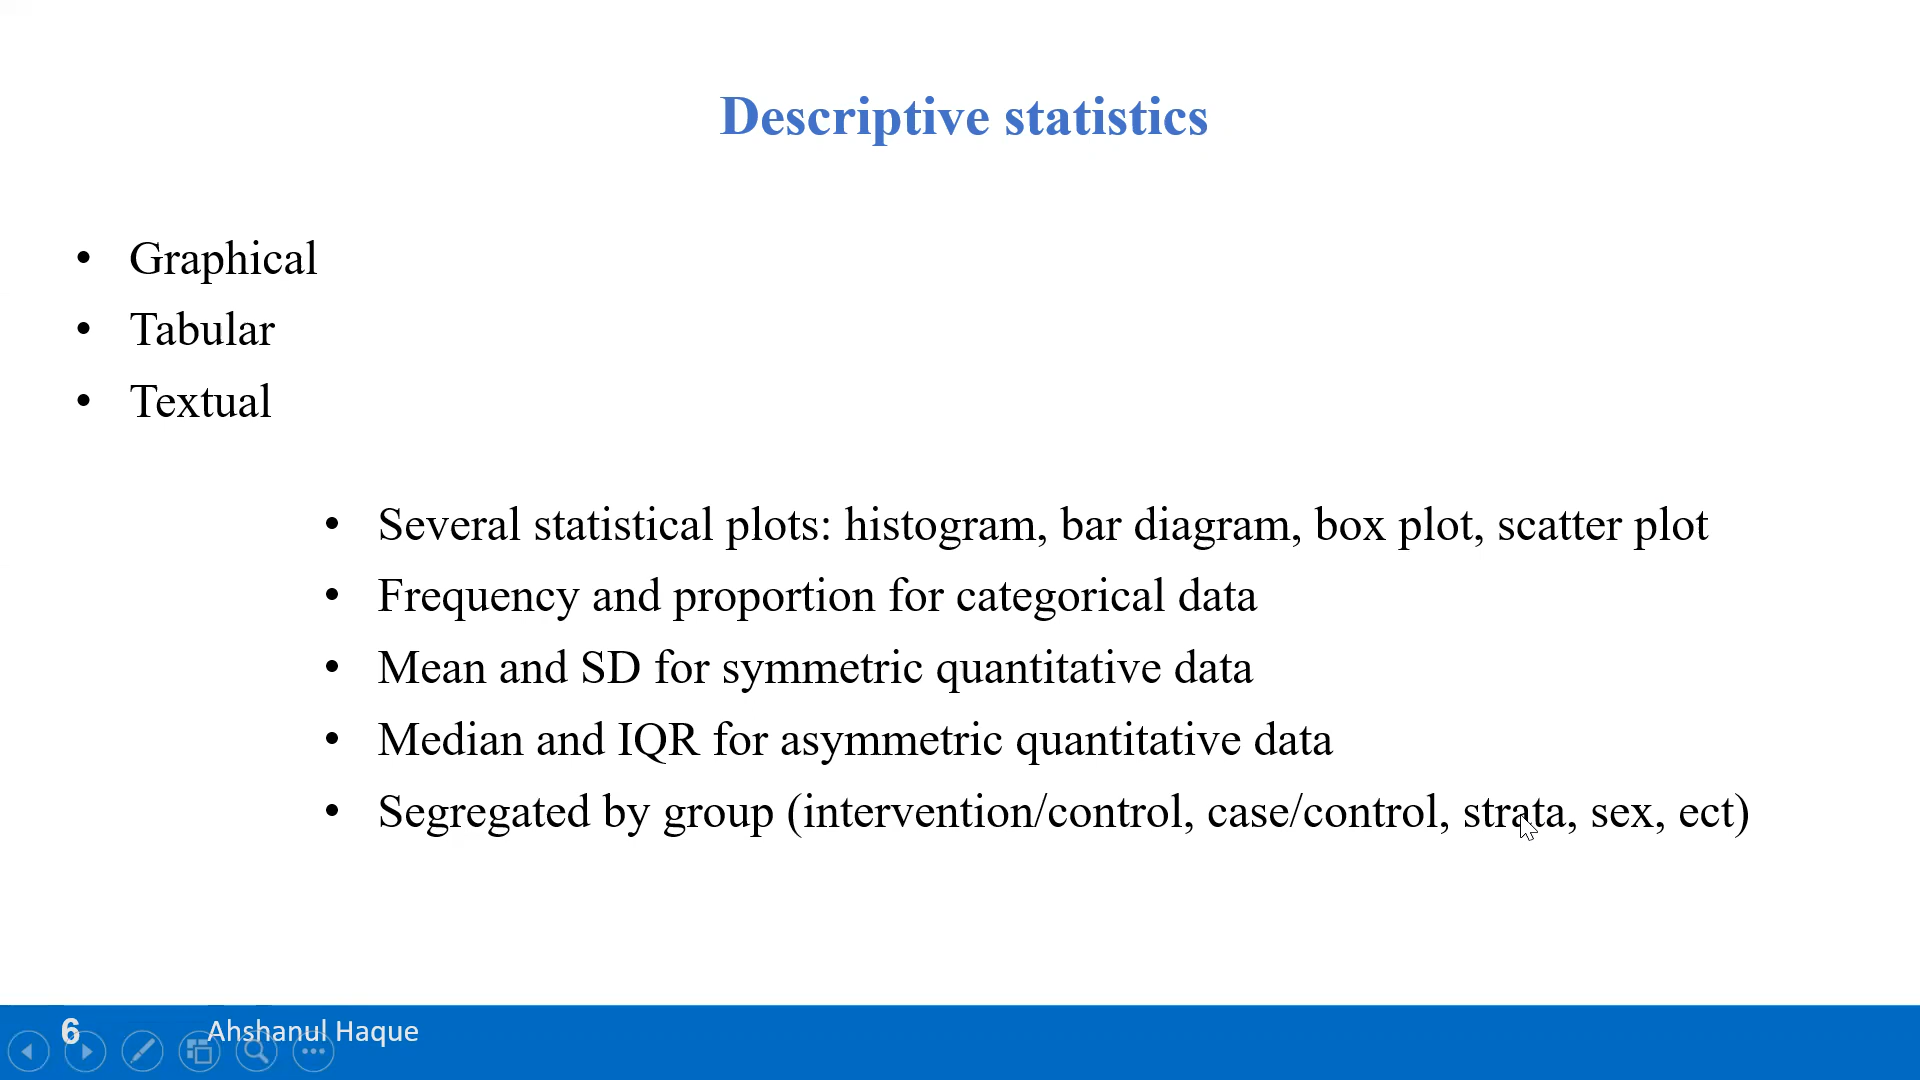 Descriptive statistics
• Graphical
• Tabular
• Textual
• Several statistical plots: histogram, bar diagram, box plot, scatter plot
• Frequency and proportion for categorical data
• Mean and SD for symmetric quantitative data
• Median and IQR for asymmetric quantitative data
• Segregated by group (intervention/control, case/control, strata, sex, ect)
6 Ahshanul Haque